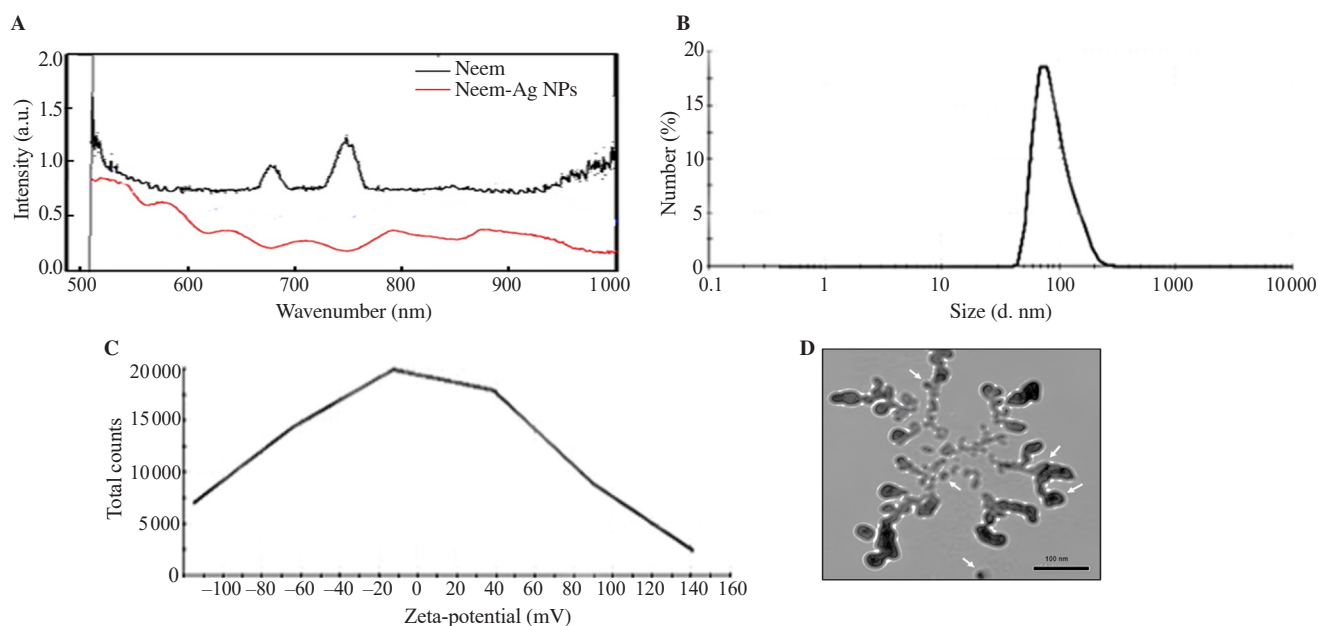 A
2.0
1.5
1.0
0.5
0.0
Intensity (a.u.)
Neem
Neem-Ag NPs
500 600 700 800 900 1 000
Wavenumber (nm)
B
20
15
10
5
0
Number (%)
0.1 1 10 100 1 000 10 000
Size (d. nm)
C
20 000
15 000
10 000
5 000
0
Total counts
–100 –80 –60 –40 –20 0 20 40 60 80 100 120 140 160
Zeta-potential (mV)
D
100 nm